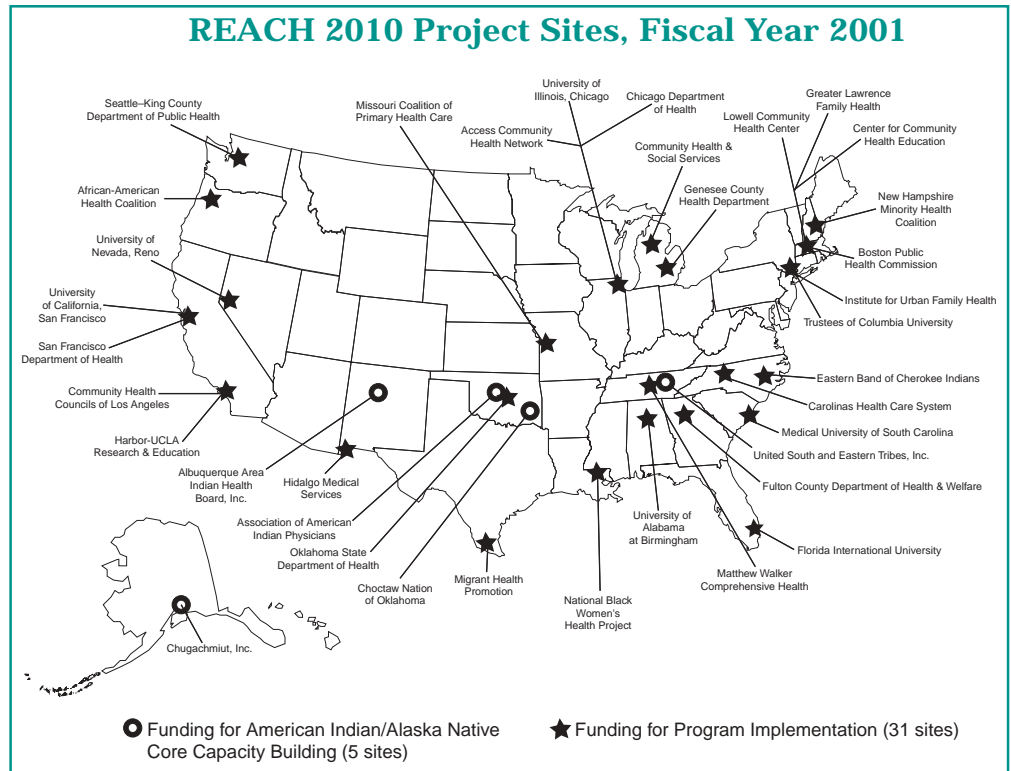 REACH 2010 Project Sites, Fiscal Year 2001
Seattle–King County
Department of Public Health
African-American
Health Coalition
University of
Nevada, Reno
University
of California,
San Francisco
San Francisco
Department of Health
Community Health
Councils of Los Angeles
Harbor-UCLA
Research & Education
Albuquerque Area
Indian Health
Board, Inc.
Hidalgo Medical
Services
Association of American
Indian Physicians
Oklahoma State
Department of Health
Choctaw Nation
of Oklahoma
Migrant Health
Promotion
Missouri Coalition of
Primary Health Care
Access Community
Health Network
University of
Illinois, Chicago
Chicago Department
of Health
Community Health &
Social Services
Genesee County
Health Department
Lowell Community
Health Center
Greater Lawrence
Family Health
Center for Community
Health Education
New Hampshire
Minority Health
Coalition
Boston Public
Health Commission
Institute for Urban Family Health
Trustees of Columbia University
Eastern Band of Cherokee Indians
Carolinas Health Care System
Medical University of South Carolina
United South and Eastern Tribes, Inc.
Fulton County Department of Health & Welfare
University of
Alabama
at Birmingham
Florida International University
Matthew Walker
Comprehensive Health
National Black
Women's
Health Project
Chugachmiut, Inc.
Funding for American Indian/Alaska Native
Core Capacity Building (5 sites)
Funding for Program Implementation (31 sites)